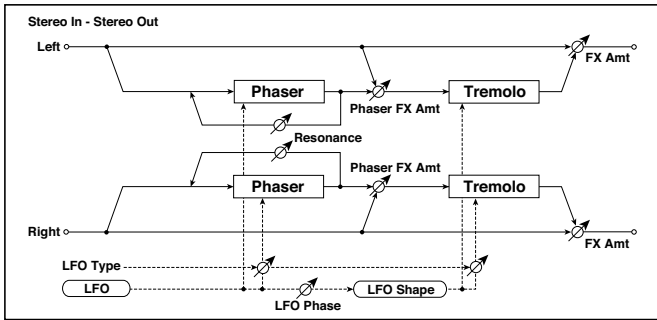 Stereo In - Stereo Out
Left
FX Amt
Phaser
Tremolo
Phaser FX Amt
Resonance
Phaser FX Amt
Phaser
Tremolo
Right
FX Amt
LFO Type
LFO
LFO Shape
LFO Phase